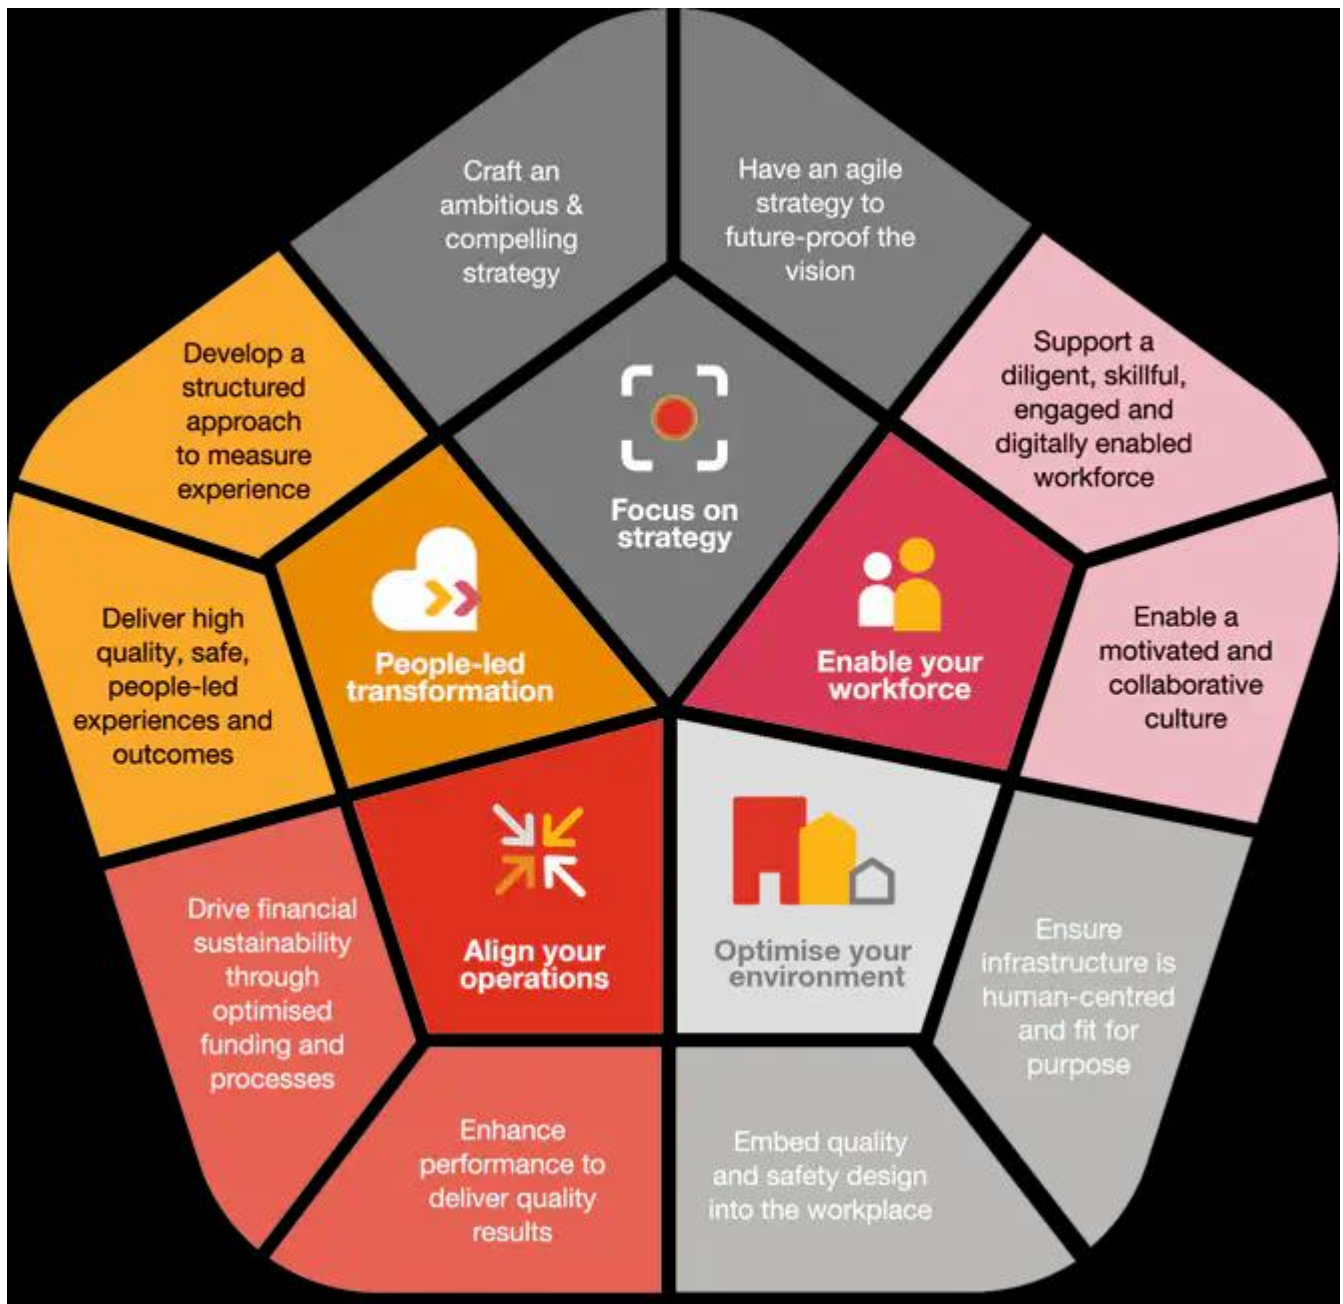 Craft an
ambitious &
compelling
strategy
Have an agile
strategy to
future-proof the
vision
Support a
diligent, skillful,
engaged and
digitally enabled
workforce
Enable a
motivated and
collaborative
culture
Ensure
infrastructure is
human-centred
and fit for
purpose
Embed quality
and safety design
into the workplace
Enhance
performance to
deliver quality
results
Drive financial
sustainability
through
optimised
funding and
processes
Deliver high
quality, safe,
people-led
experiences and
outcomes
Develop a
structured
approach
to measure
experience
Focus on
strategy
Enable your
workforce
Optimise your
environment
Align your
operations
People-led
transformation